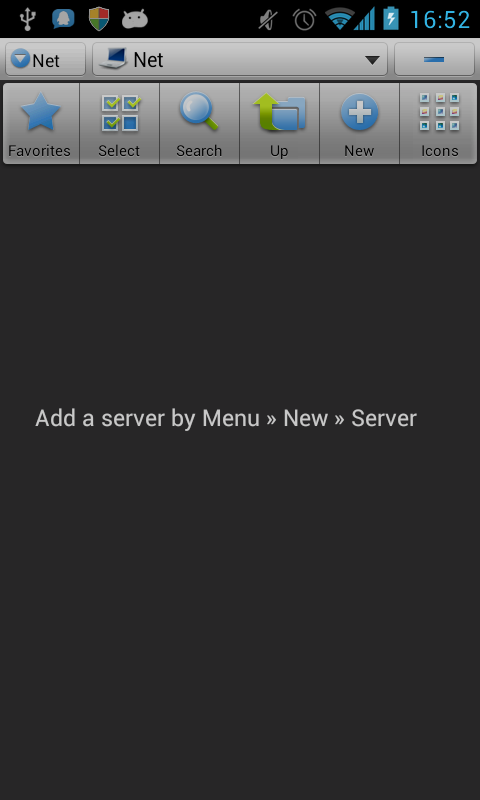 16:52
Net
Net
Favorites
Select
Search
Up
New
Icons
Add a server by Menu » New » Server